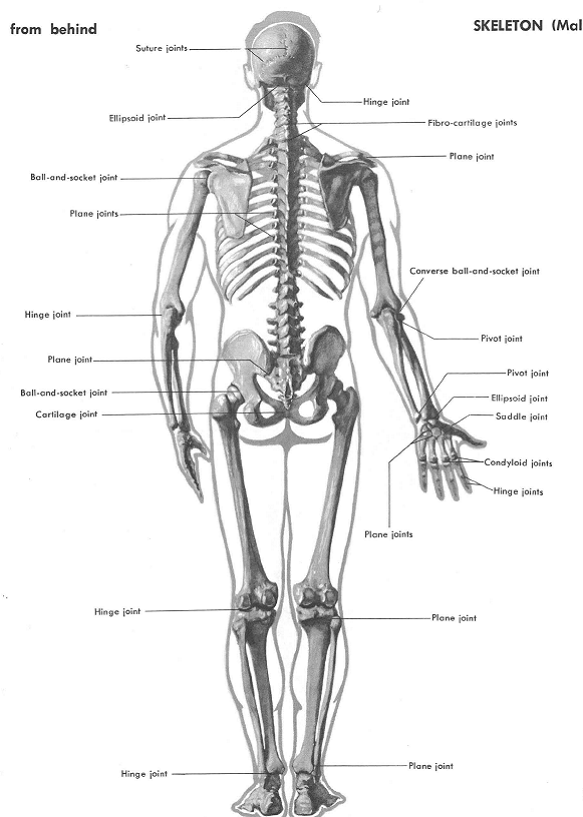 from behind
SKELETON (Mal
Suture joints
Hinge joint
Ellipsoid joint
Fibro-cartilage joints
Plane joint
Ball-and-socket joint
Plane joints
Converse ball-and-socket joint
Hinge joint
Pivot joint
Plane joint
Pivot joint
Ball-and-socket joint
Ellipsoid joint
Cartilage joint
Saddle joint
Condyloid joints
Hinge joints
Plane joints
Hinge joint
Plane joint
Plane joint
Hinge joint